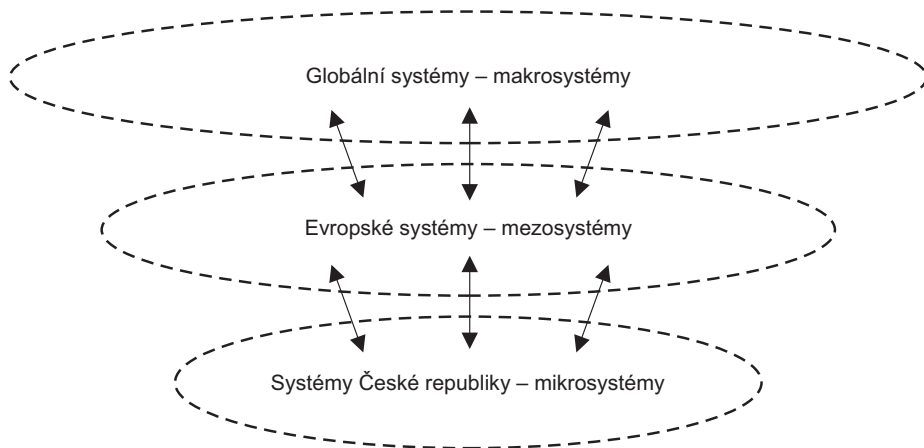 Globální systémy – makrosystémy
Evropské systémy – mezosystémy
Systémy České republiky – mikrosystémy